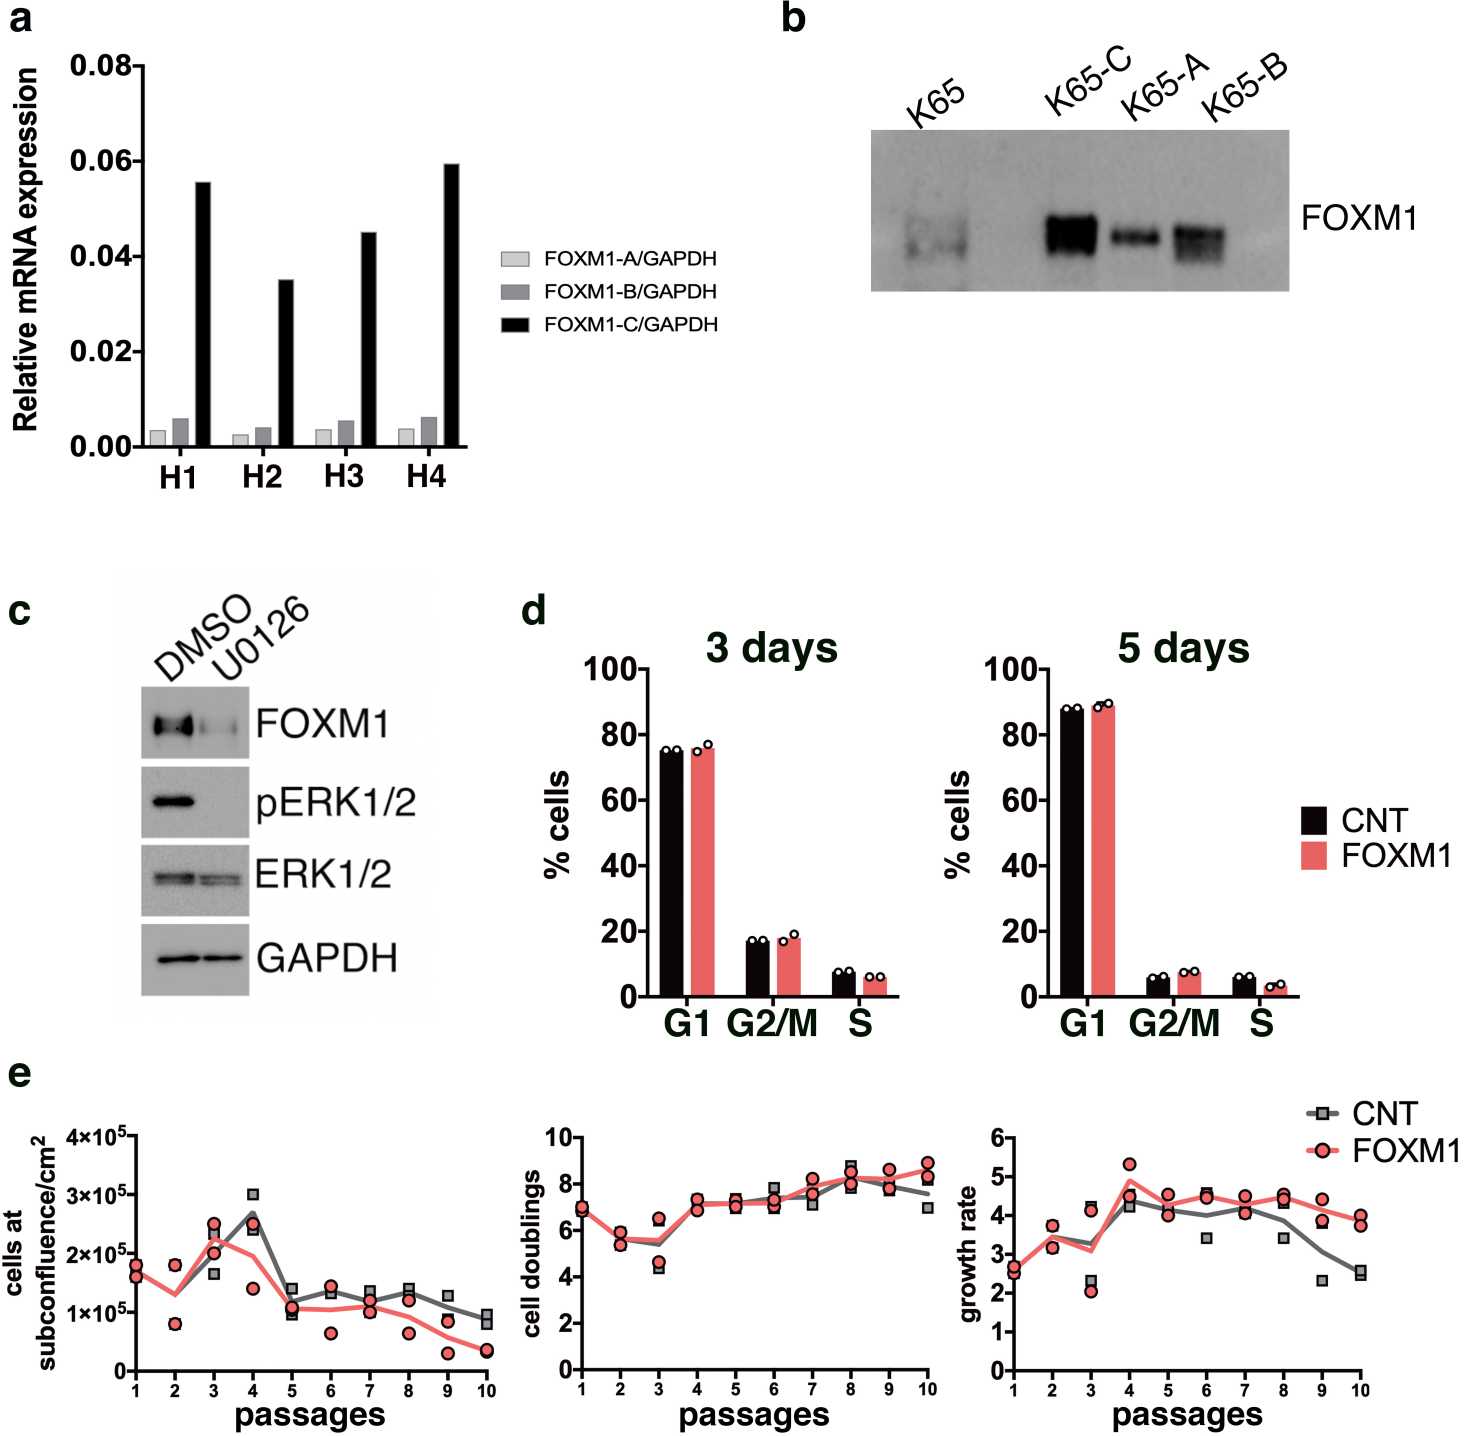 a
Relative mRNA expression
0.08
0.06
0.04
0.02
0.00
H1 H2 H3 H4
FOXM1-A/GAPDH
FOXM1-B/GAPDH
FOXM1-C/GAPDH
b
K65 K65-C K65-A K65-B
FOXM1
c
DMSO U0126
FOXM1
pERK1/2
ERK1/2
GAPDH
d
3 days
% cells
100
80
60
40
20
0
G1 G2/M S
5 days
% cells
100
80
60
40
20
0
G1 G2/M S
CNT
FOXM1
e
cells at
subconfluence/cm²
4×10⁵
3×10⁵
2×10⁵
1×10⁵
0
1 2 3 4 5 6 7 8 9 10
passages
cell doublings
10
8
6
4
2
0
1 2 3 4 5 6 7 8 9 10
passages
growth rate
6
5
4
3
2
1
0
1 2 3 4 5 6 7 8 9 10
passages
CNT
FOXM1